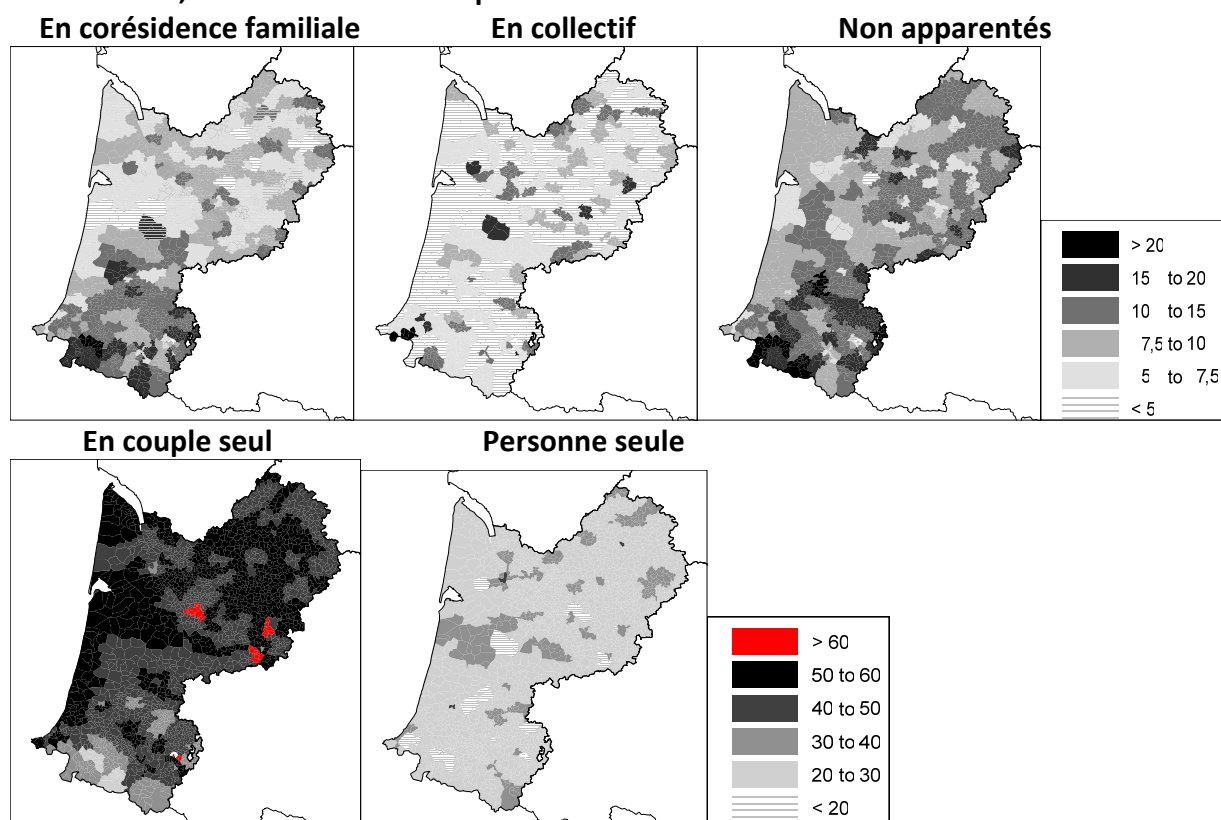 En corésidence familiale
En collectif
Non apparentés
> 20
15 to 20
10 to 15
7,5 to 10
5 to 7,5
< 5
En couple seul
Personne seule
> 60
50 to 60
40 to 50
30 to 40
20 to 30
< 20